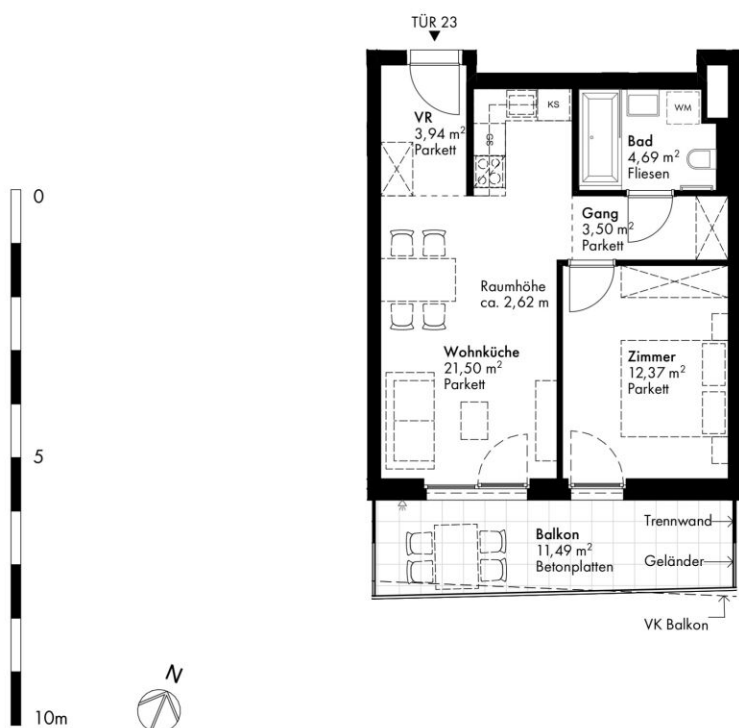 TÜR 23
VR
3,94 m²
Parkett
KS
GS
WM
Bad
4,69 m²
Fliesen
Gang
3,50 m²
Parkett
Raumhöhe
ca. 2,62 m
Wohnküche
21,50 m²
Parkett
Zimmer
12,37 m²
Parkett
Balkon
11,49 m²
Betonplatten
Trennwand
Geländer
VK Balkon
0
5
10m
N